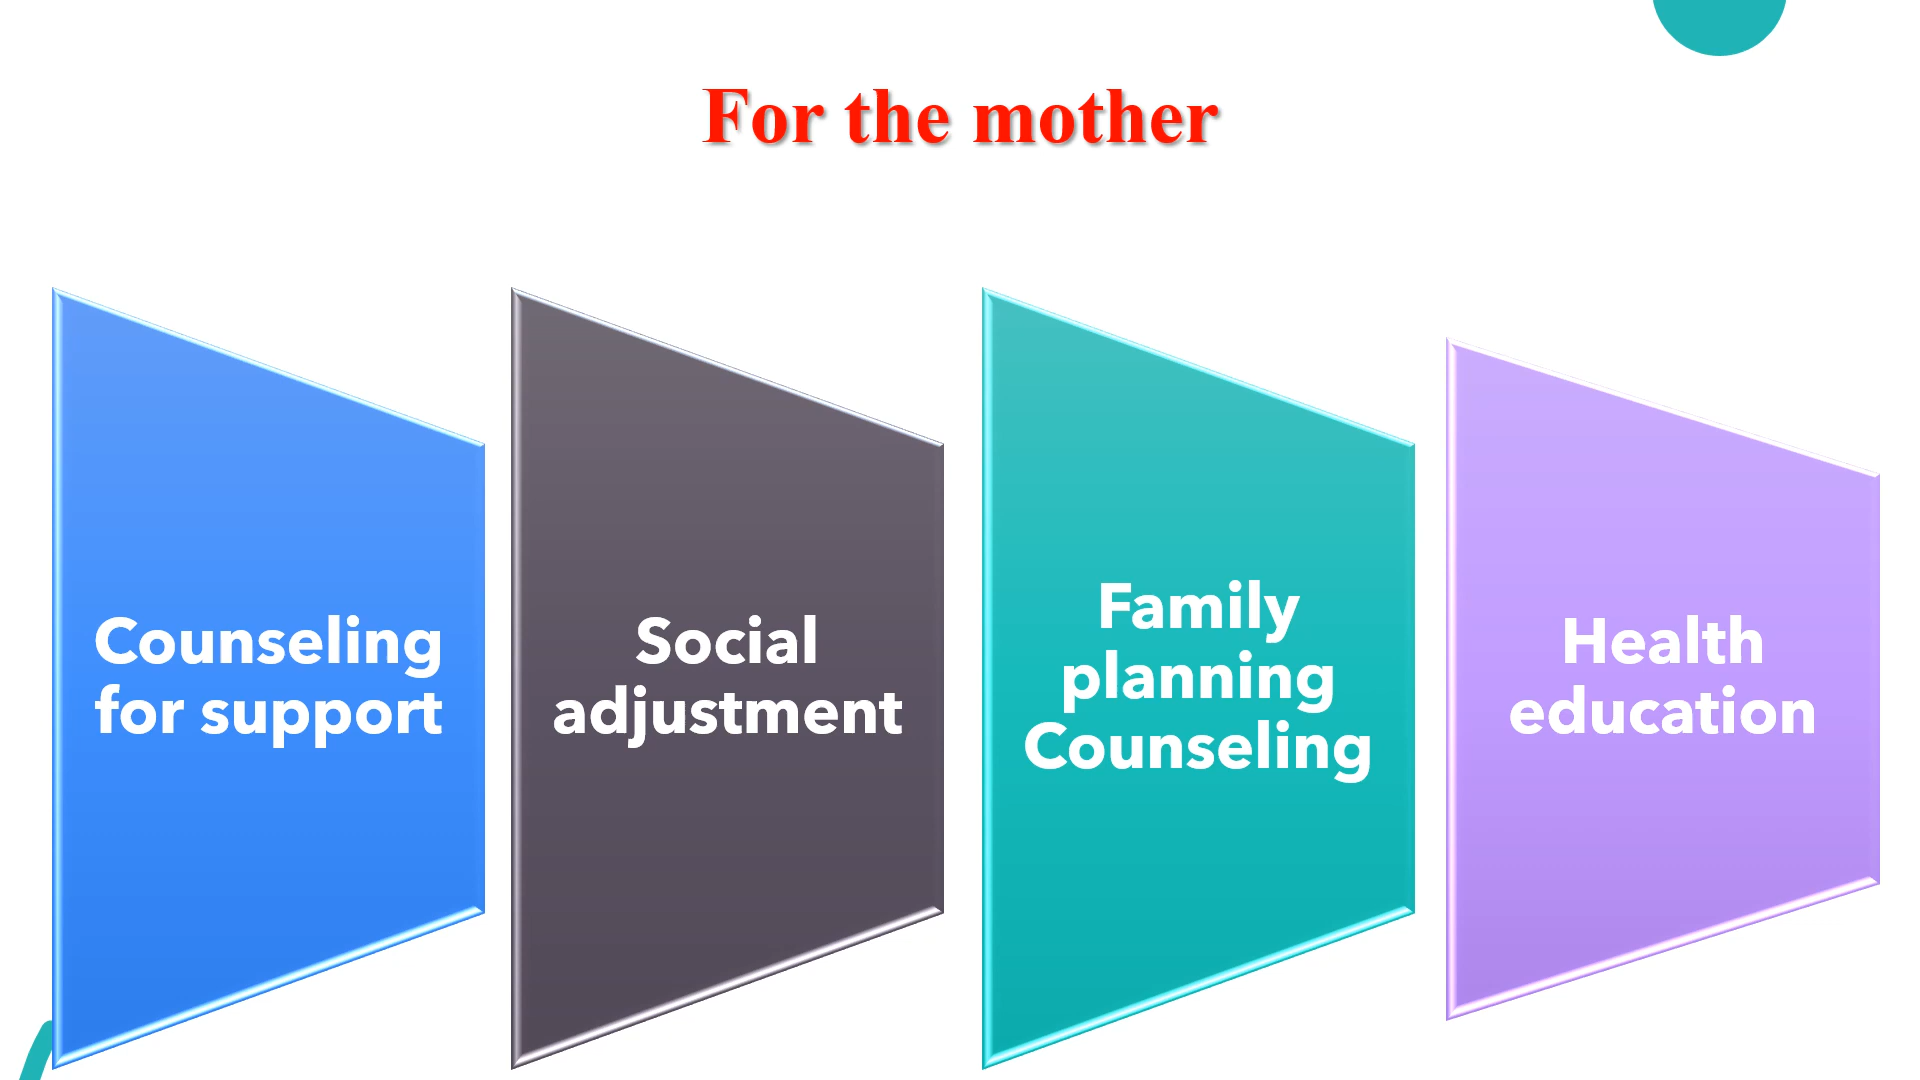 For the mother
Counseling
for support
Social
adjustment
Family
planning
Counseling
Health
education